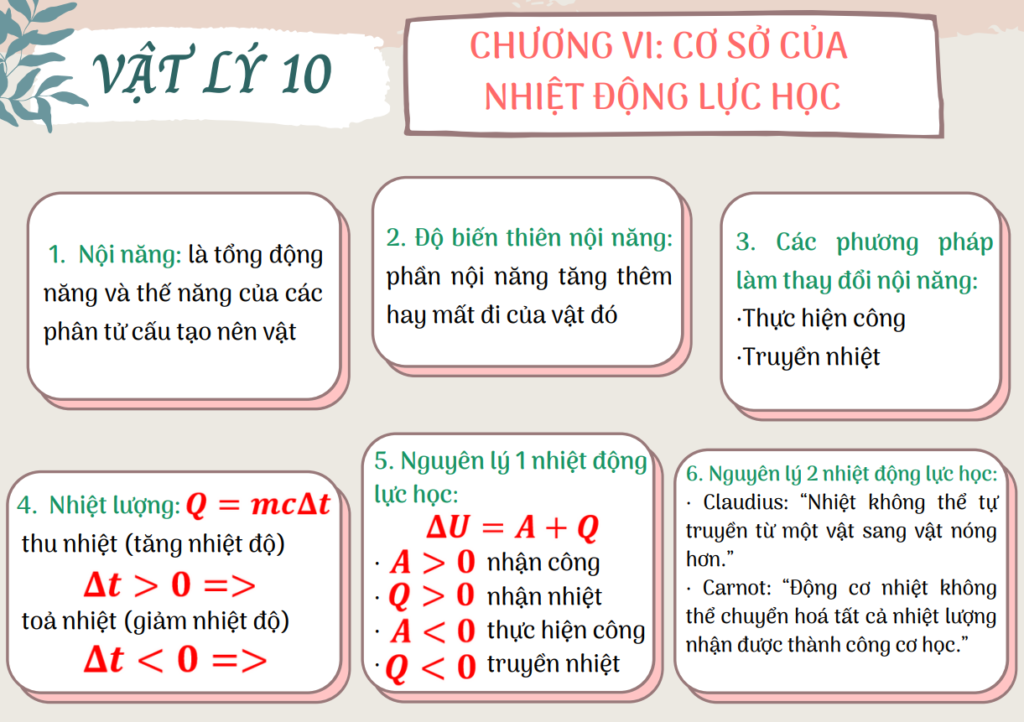 VẬT LÝ 10
CHƯƠNG VI: CƠ SỞ CỦA
NHIỆT ĐỘNG LỰC HỌC
1. Nội năng: là tổng động
năng và thế năng của các
phân tử cấu tạo nên vật
2. Độ biến thiên nội năng:
phần nội năng tăng thêm
hay mất đi của vật đó
3. Các phương pháp
làm thay đổi nội năng:
·Thực hiện công
·Truyền nhiệt
4. Nhiệt lượng: Q = mcΔt
thu nhiệt (tăng nhiệt độ)
Δt > 0 =>
toả nhiệt (giảm nhiệt độ)
Δt < 0 =>
5. Nguyên lý 1 nhiệt động
lực học:
ΔU = A + Q
· A > 0 nhận công
· Q > 0 nhận nhiệt
· A < 0 thực hiện công
· Q < 0 truyền nhiệt
6. Nguyên lý 2 nhiệt động lực học:
· Claudius: “Nhiệt không thể tự
truyền từ một vật sang vật nóng
hơn.”
· Carnot: “Động cơ nhiệt không
thể chuyển hoá tất cả nhiệt lượng
nhận được thành công cơ học.”